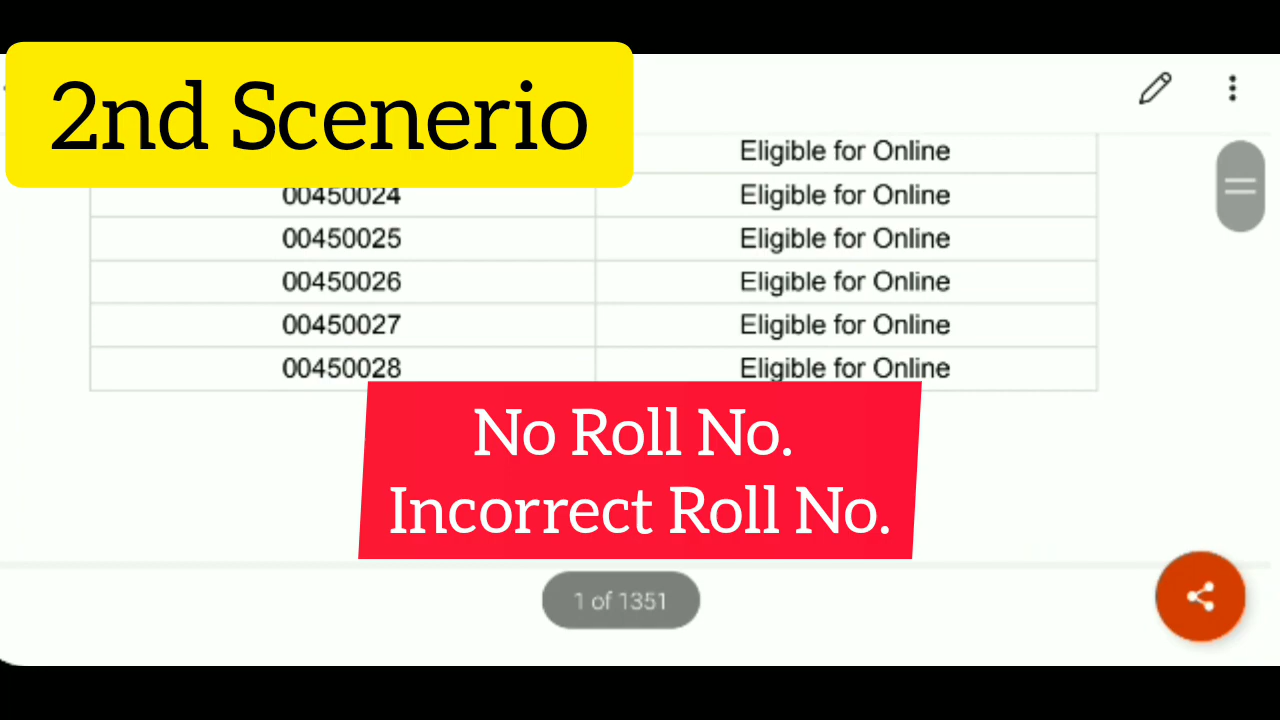 2nd Scenerio
Eligible for Online
00450024 Eligible for Online
00450025 Eligible for Online
00450026 Eligible for Online
00450027 Eligible for Online
00450028 Eligible for Online
No Roll No.
Incorrect Roll No.
1 of 1351